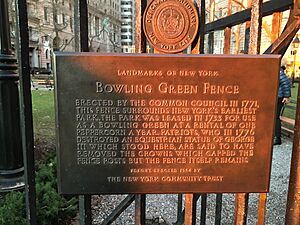 LANDMARKS OF NEW YORK
BOWLING GREEN FENCE
ERECTED BY THE COMMON COUNCIL IN 1771,
THIS FENCE SURROUNDS NEW YORK'S EARLIEST
PARK. THE PARK WAS LEASED IN 1733 FOR USE
AS A BOWLING GREEN AT A RENTAL OF ONE
PEPPERCORN A YEAR. PATRIOTS, WHO IN 1776
DESTROYED AN EQUESTRIAN STATUE OF GEORGE
III WHICH STOOD HERE, ARE SAID TO HAVE
REMOVED THE CROWNS WHICH CAPPED THE
FENCE POSTS BUT THE FENCE ITSELF REMAINS
THE NEW YORK COMMUNITY TRUST